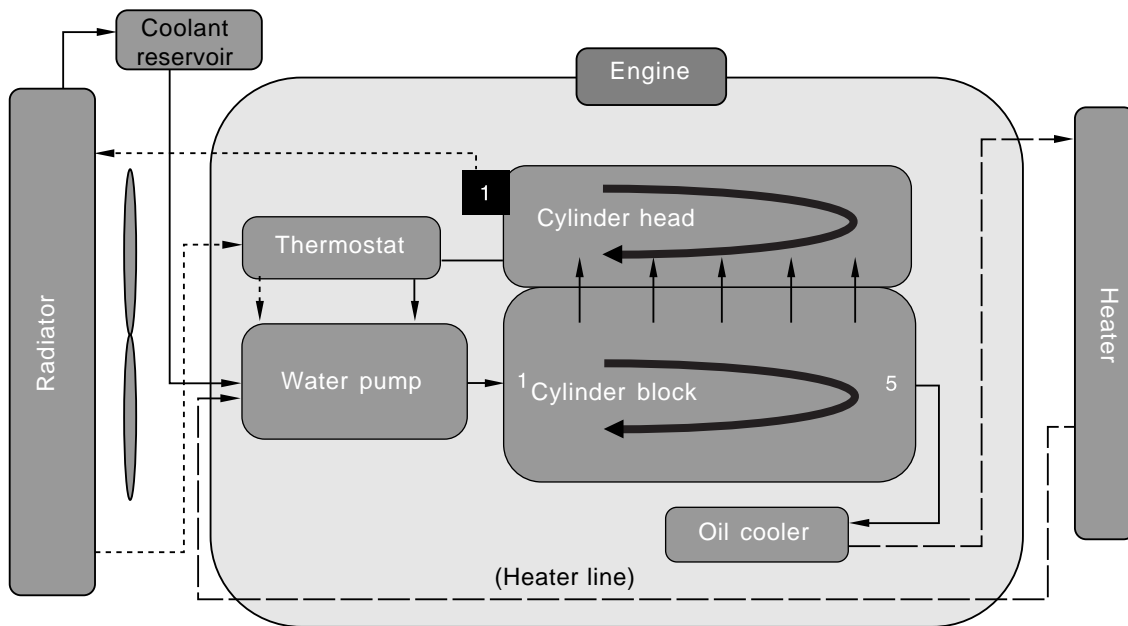 Coolant
reservoir
Engine
1
Cylinder head
Thermostat
Radiator
Heater
Water pump
1
Cylinder block
5
Oil cooler
(Heater line)